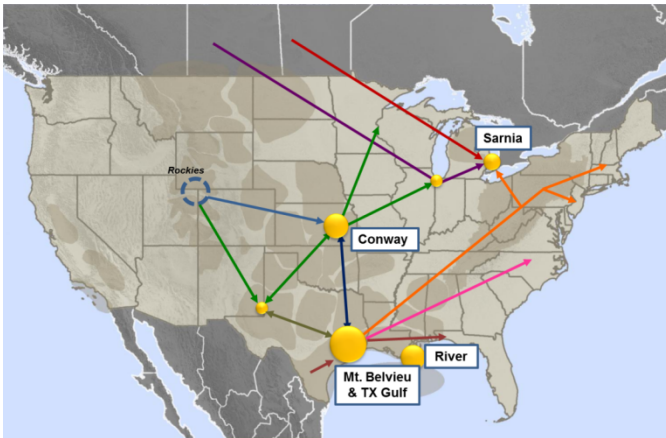 Sarnia
Rockies
Conway
River
Mt. Belvieu
& TX Gulf